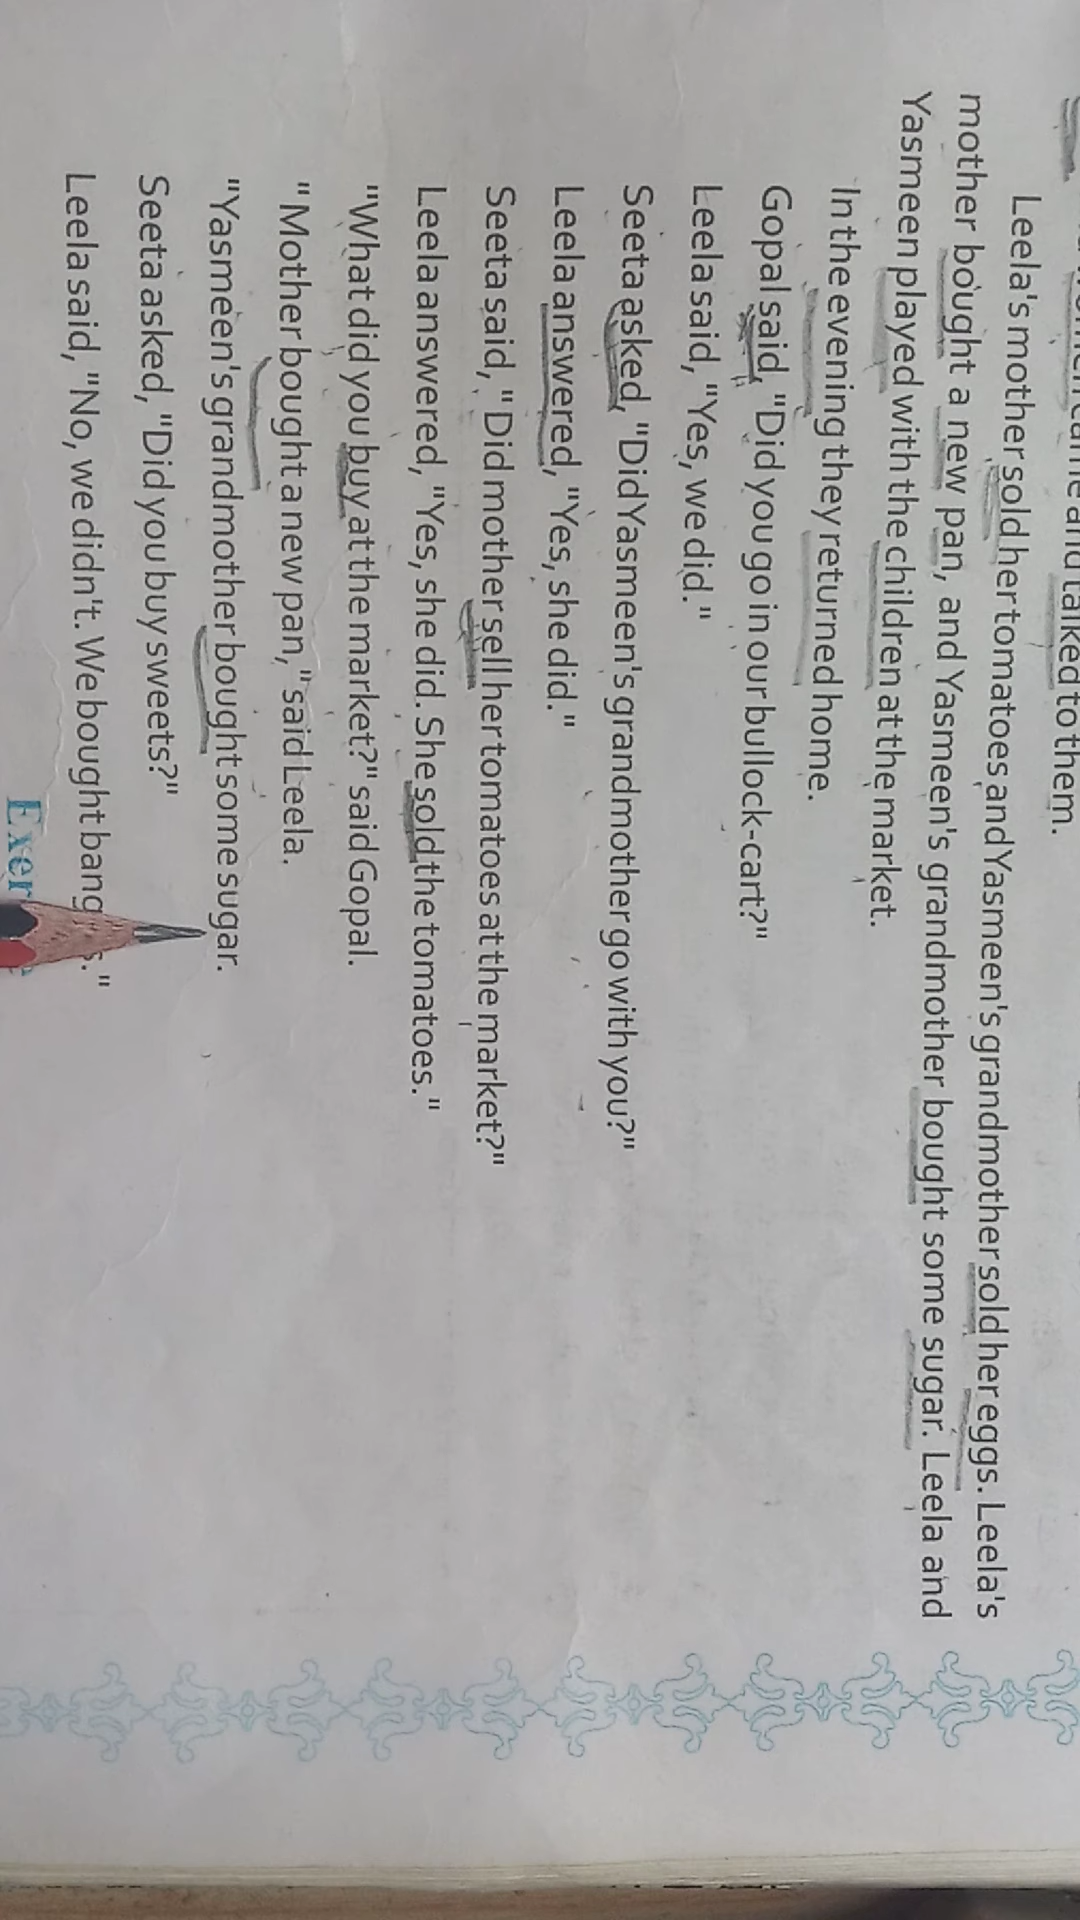 and talked to them.
Leela's mother sold her tomatoes and Yasmeen's grandmother sold her eggs. Leela's
mother bought a new pan, and Yasmeen's grandmother bought some sugar. Leela and
Yasmeen played with the children at the market.
In the evening they returned home.
Gopal said, "Did you go in our bullock-cart?"
Leela said, "Yes, we did."
Seeta asked, "Did Yasmeen's grandmother go with you?"
Leela answered, "Yes, she did."
Seeta said, "Did mother sell her tomatoes at the market?"
Leela answered, "Yes, she did. She sold the tomatoes."
"What did you buy at the market?" said Gopal.
"Mother bought a new pan," said Leela.
"Yasmeen's grandmother bought some sugar.
Seeta asked, "Did you buy sweets?"
Leela said, "No, we didn't. We bought